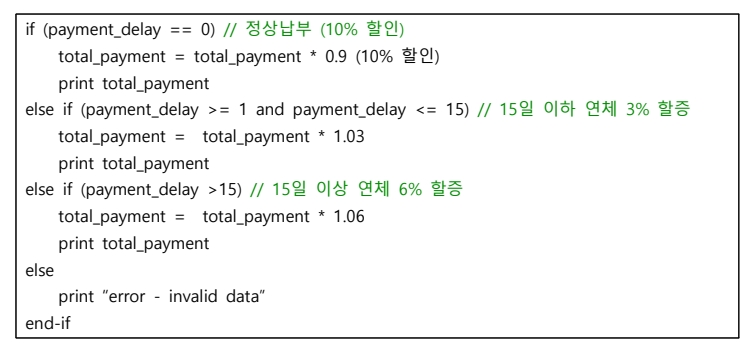 if (payment_delay == 0) // 정상납부 (10% 할인)
total_payment = total_payment * 0.9 (10% 할인)
print total_payment
else if (payment_delay >= 1 and payment_delay <= 15) // 15일 이하 연체 3% 할증
total_payment = total_payment * 1.03
print total_payment
else if (payment_delay >15) // 15일 이상 연체 6% 할증
total_payment = total_payment * 1.06
print total_payment
else
print "error - invalid data"
end-if